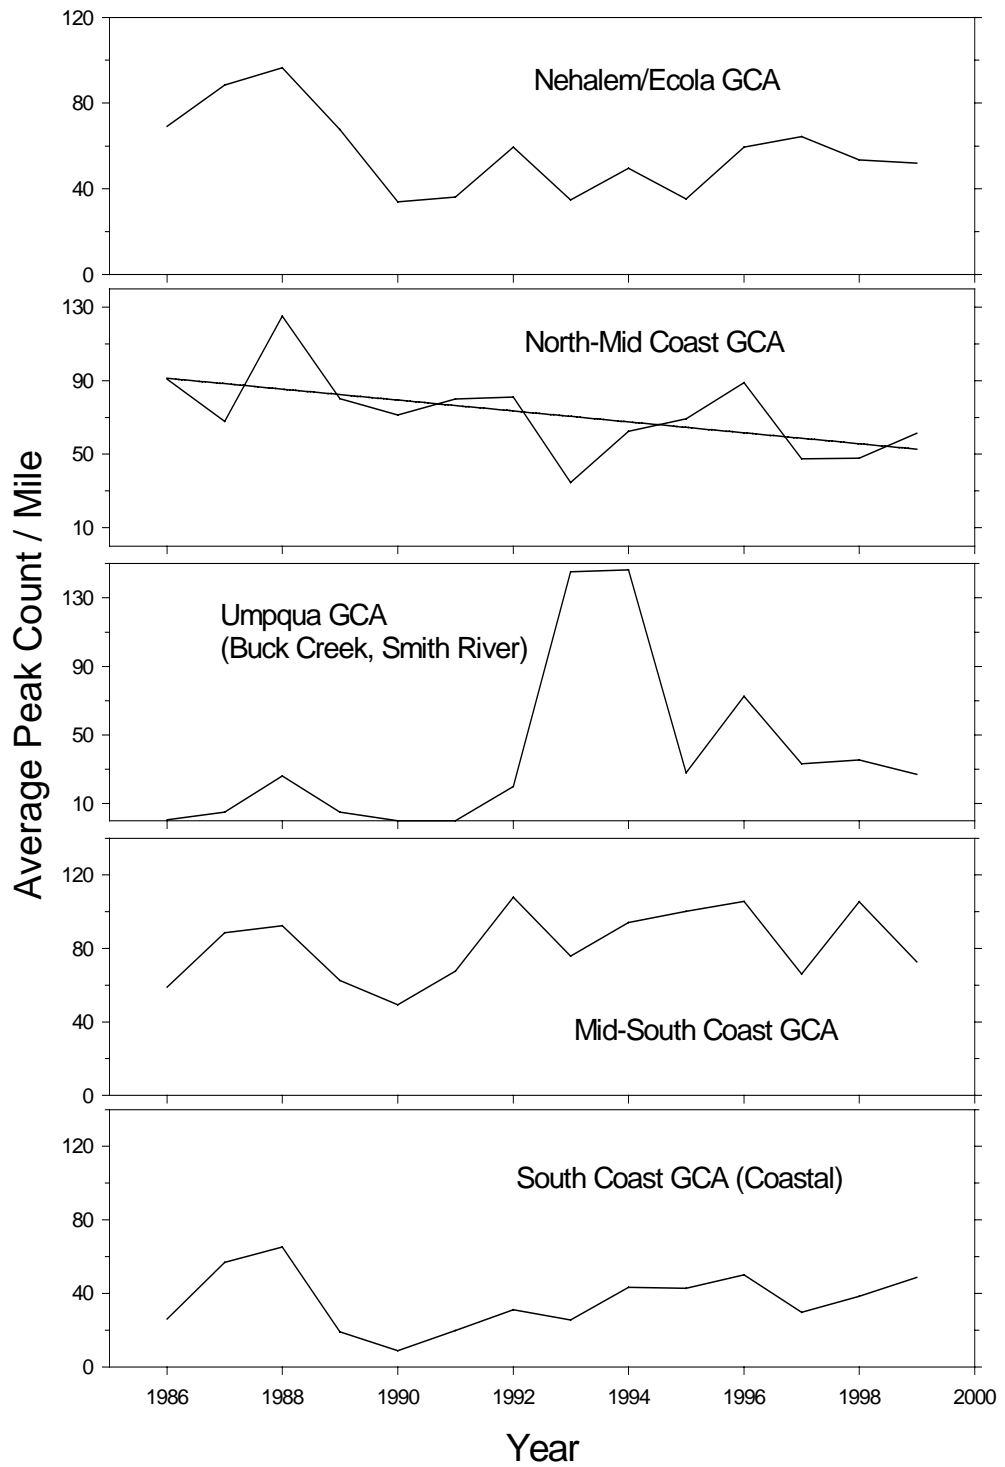 Average Peak Count / Mile
120
80
40
0
Nehalem/Ecola GCA
130
90
50
10
North-Mid Coast GCA
130
90
50
10
Umpqua GCA
(Buck Creek, Smith River)
120
80
40
0
Mid-South Coast GCA
120
80
40
0
South Coast GCA (Coastal)
1986 1988 1990 1992 1994 1996 1998 2000
Year